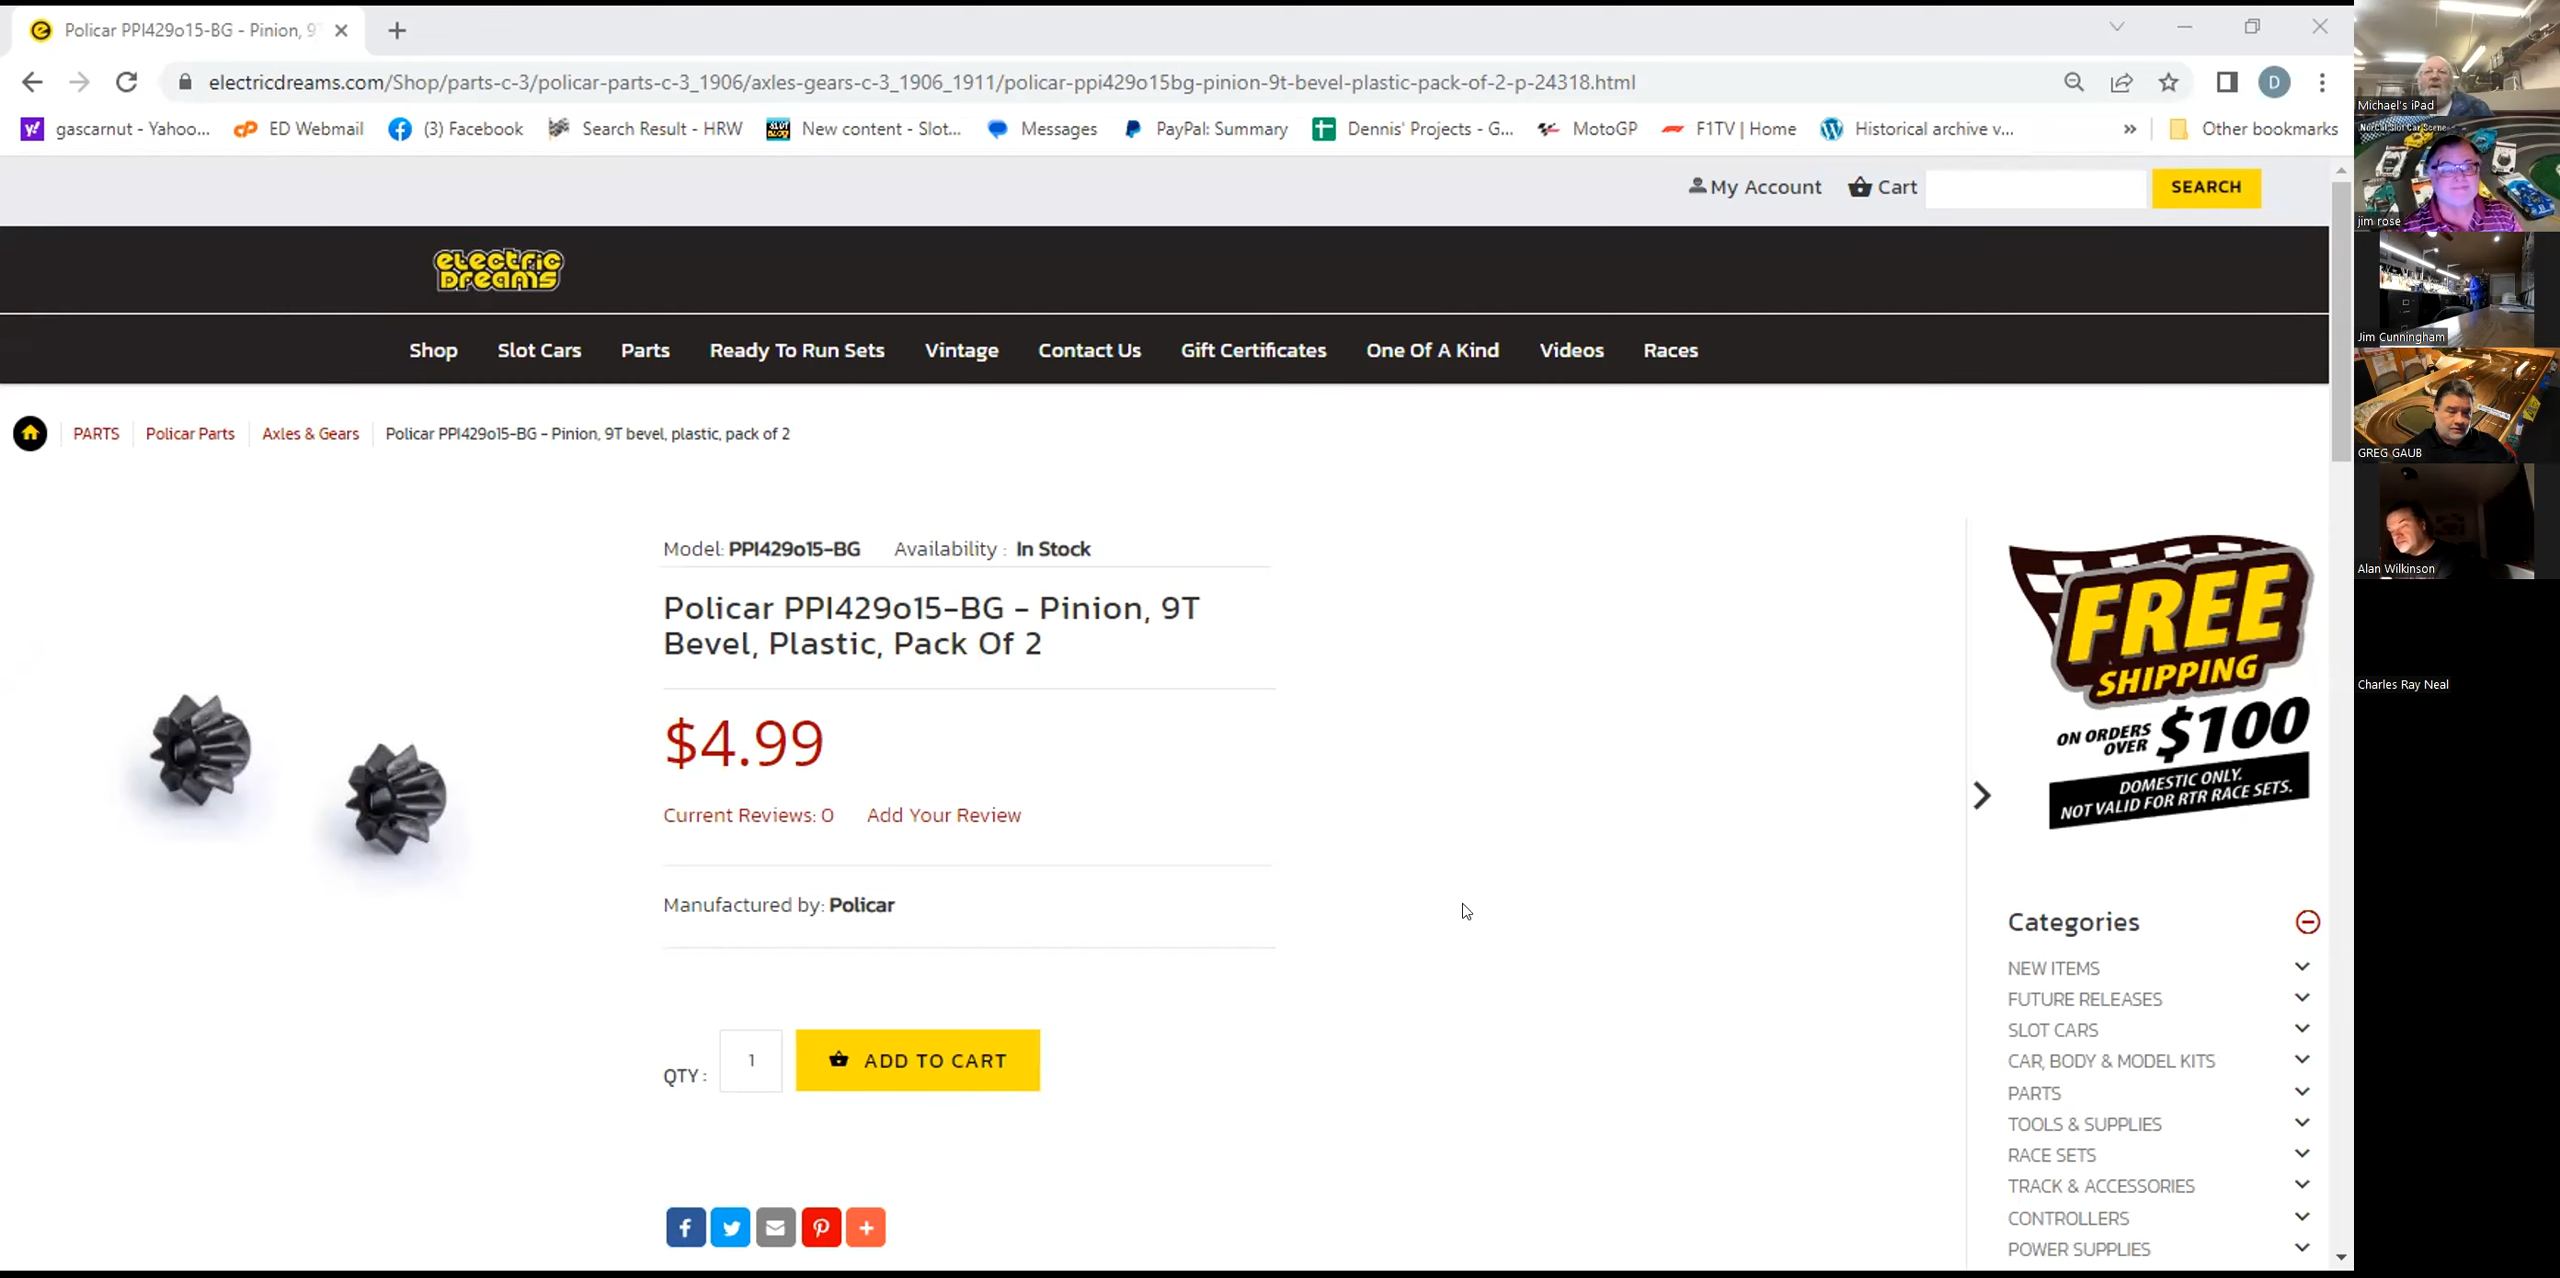 Policar PPI429o15-BG - Pinion, 9T
electricdreams.com/Shop/parts-c-3/policar-parts-c-3_1906/axles-gears-c-3_1906_1911/policar-ppi429o15bg-pinion-9t-bevel-plastic-pack-of-2-p-24318.html
D
gascarnut - Yahoo...
ED Webmail
(3) Facebook
Search Result - HRW
New content - Slot...
Messages
PayPal: Summary
Dennis' Projects - G...
MotoGP
F1TV | Home
Historical archive v...
»
Other bookmarks
My Account
Cart
SEARCH
electric
Dreams
Shop
Slot Cars
Parts
Ready To Run Sets
Vintage
Contact Us
Gift Certificates
One Of A Kind
Videos
Races
PARTS
Policar Parts
Axles & Gears
Policar PPI429o15-BG - Pinion, 9T bevel, plastic, pack of 2
Model: PPI429o15-BG
Availability : In Stock
Policar PPI429o15-BG - Pinion, 9T
Bevel, Plastic, Pack Of 2
$4.99
Current Reviews: 0
Add Your Review
Manufactured by: Policar
QTY :
1
ADD TO CART
FREE
SHIPPING
ON ORDERS
OVER $100
DOMESTIC ONLY.
NOT VALID FOR RTR RACE SETS.
Categories
NEW ITEMS
FUTURE RELEASES
SLOT CARS
CAR, BODY & MODEL KITS
PARTS
TOOLS & SUPPLIES
RACE SETS
TRACK & ACCESSORIES
CONTROLLERS
POWER SUPPLIES
Michael's iPad
NorCal Slot Car Scene
jim rose
Jim Cunningham
GREG GAUB
Alan Wilkinson
Charles Ray Neal